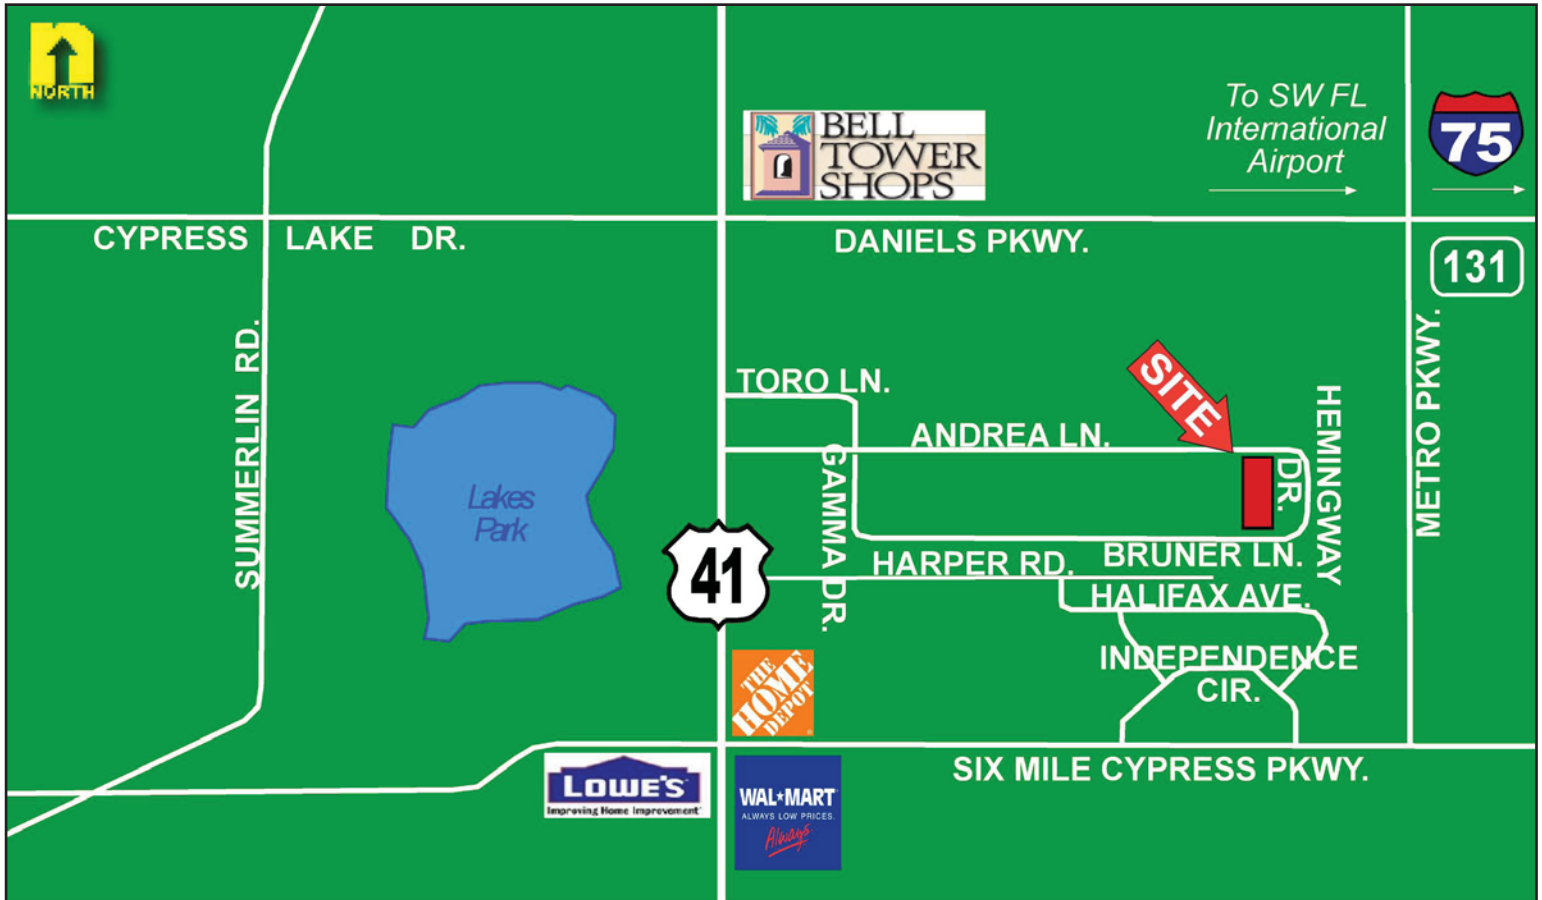 n
NORTH
BELL
TOWER
SHOPS
To SW FL
International
Airport
75
CYPRESS LAKE DR.
DANIELS PKWY.
131
SUMMERLIN RD.
Lakes
Park
TORO LN.
ANDREA LN.
SITE
GAMMA DR.
HEMINGWAY
DR.
METRO PKWY.
41
HARPER RD.
BRUNER LN.
HALIFAX AVE.
INDEPENDENCE
CIR.
THE
HOME
DEPOT
SIX MILE CYPRESS PKWY.
LOWE'S
Improving Home Improvement
WAL★MART
ALWAYS LOW PRICES.
Always